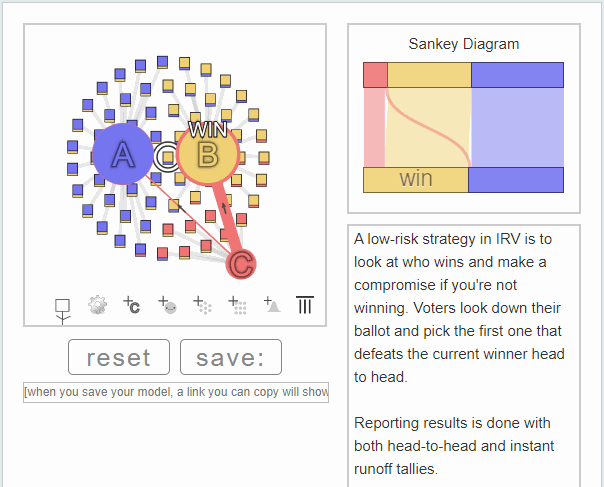 WIN
A
C
B
C
C
reset
save:
[when you save your model, a link you can copy will show
Sankey Diagram
win
A low-risk strategy in IRV is to
look at who wins and make a
compromise if you're not
winning. Voters look down their
ballot and pick the first one that
defeats the current winner head
to head.
Reporting results is done with
both head-to-head and instant
runoff tallies.